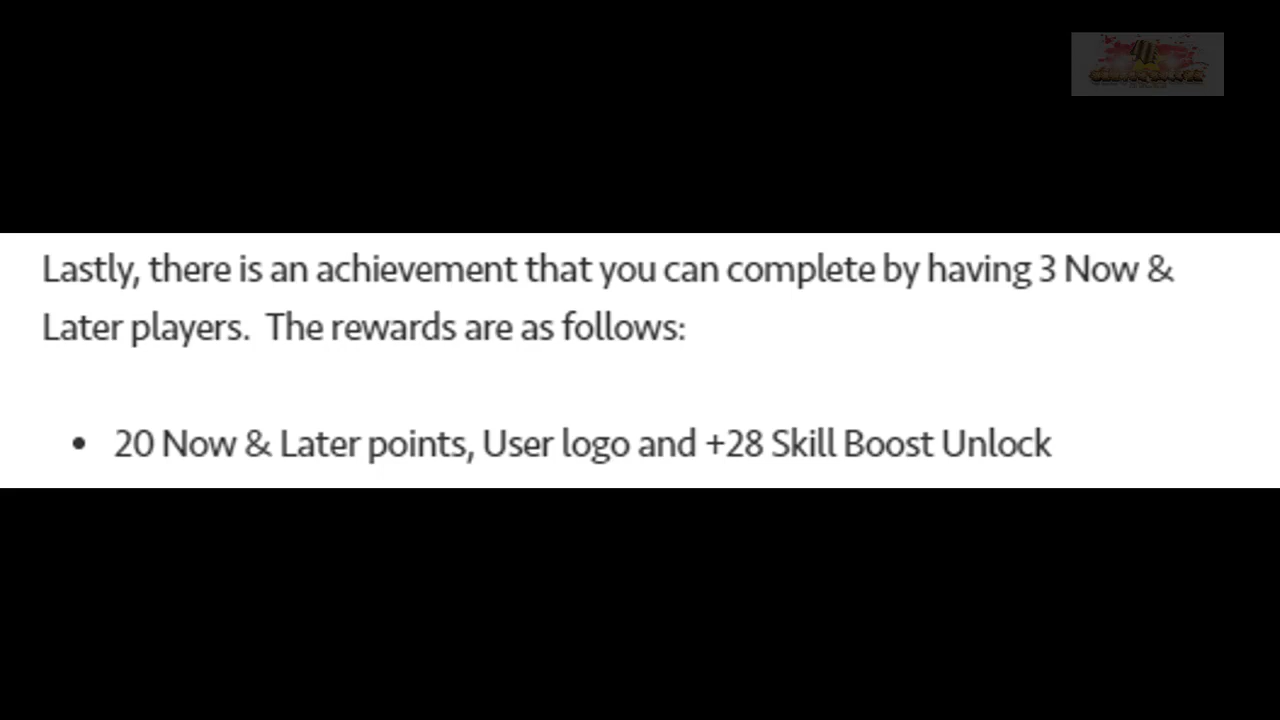 Lastly, there is an achievement that you can complete by having 3 Now &
Later players.  The rewards are as follows:
• 20 Now & Later points, User logo and +28 Skill Boost Unlock